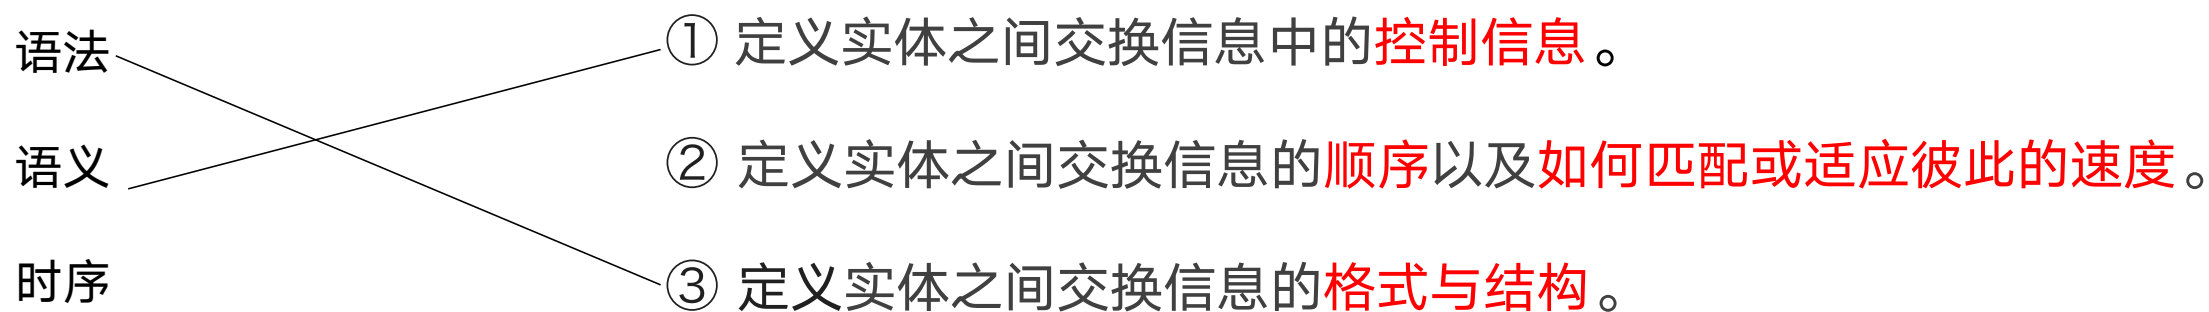 语法
语义
时序
① 定义实体之间交换信息中的控制信息。
② 定义实体之间交换信息的顺序以及如何匹配或适应彼此的速度。
③ 定义实体之间交换信息的格式与结构。